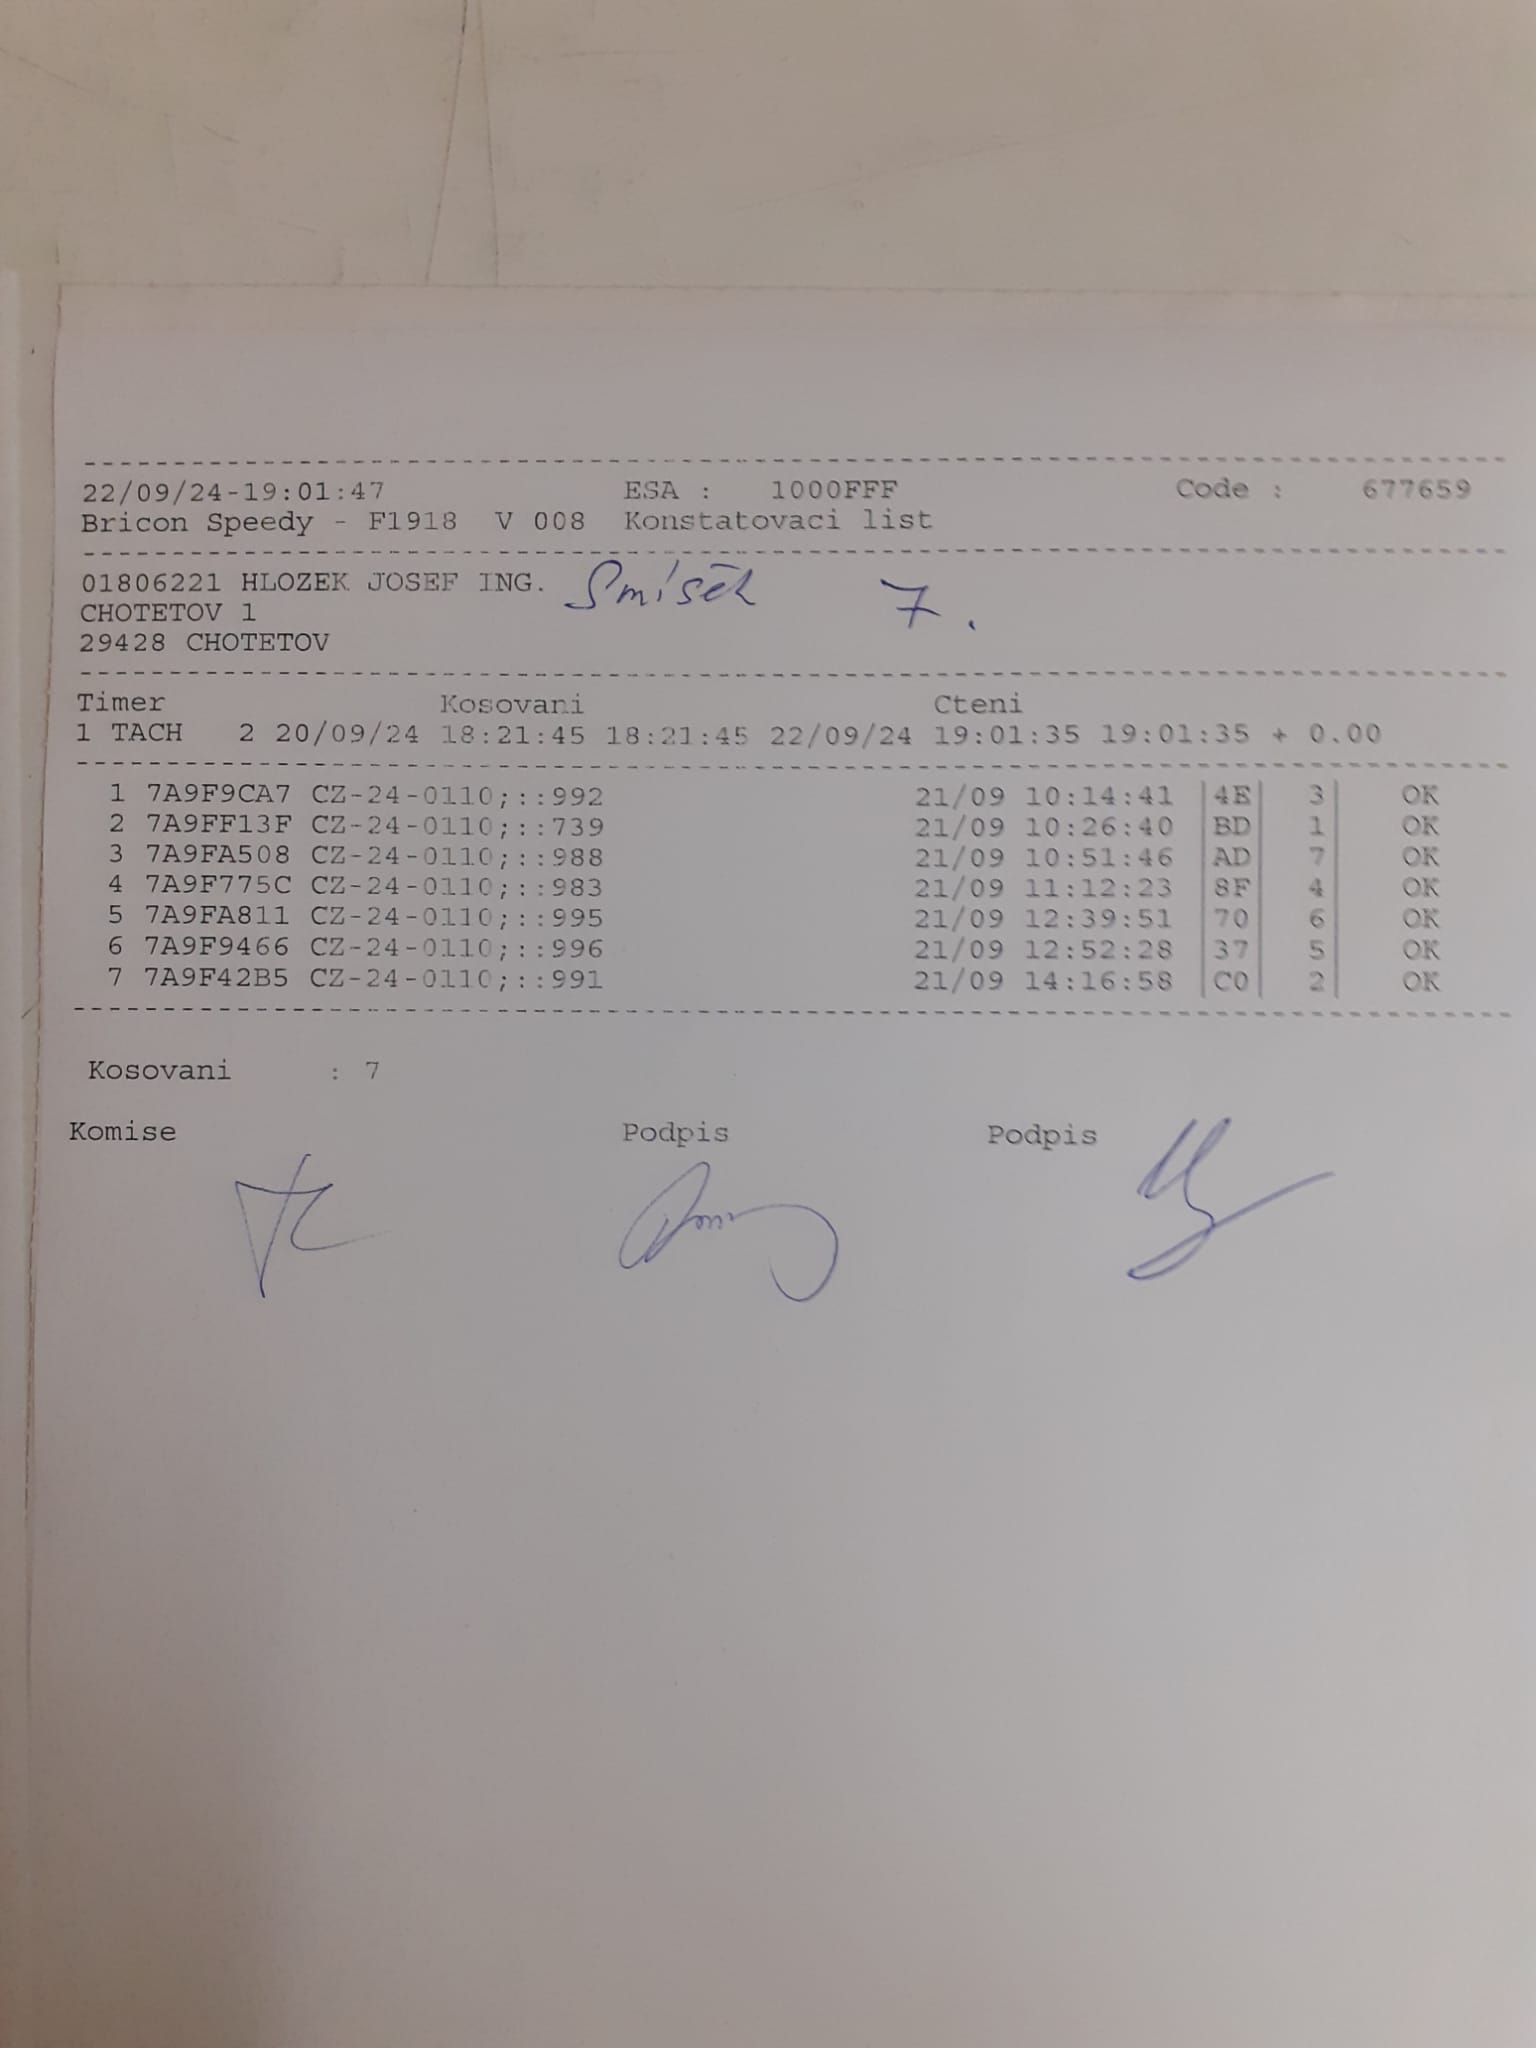 22/09/24-19:01:47 ESA : 1000FFF Code : 677659
Bricon Speedy - F1918 V 008 Konstatovaci list
01806221 HLOZEK JOSEF ING. Smíšek 7.
CHOTETOV 1
29428 CHOTETOV
Timer Kosovani Cteni
1 TACH 2 20/09/24 18:21:45 18:21:45 22/09/24 19:01:35 19:01:35 + 0.00
1 7A9F9CA7 CZ-24-0110;::992 21/09 10:14:41 |4E| 3| OK
2 7A9FF13F CZ-24-0110;::739 21/09 10:26:40 |BD| 1| OK
3 7A9FA508 CZ-24-0110;::988 21/09 10:51:46 |AD| 7| OK
4 7A9F775C CZ-24-0110;::983 21/09 11:12:23 |8F| 4| OK
5 7A9FA811 CZ-24-0110;::995 21/09 12:39:51 |70| 6| OK
6 7A9F9466 CZ-24-0110;::996 21/09 12:52:28 |37| 5| OK
7 7A9F42B5 CZ-24-0110;::991 21/09 14:16:58 |C0| 2| OK
Kosovani : 7
Komise Podpis Podpis